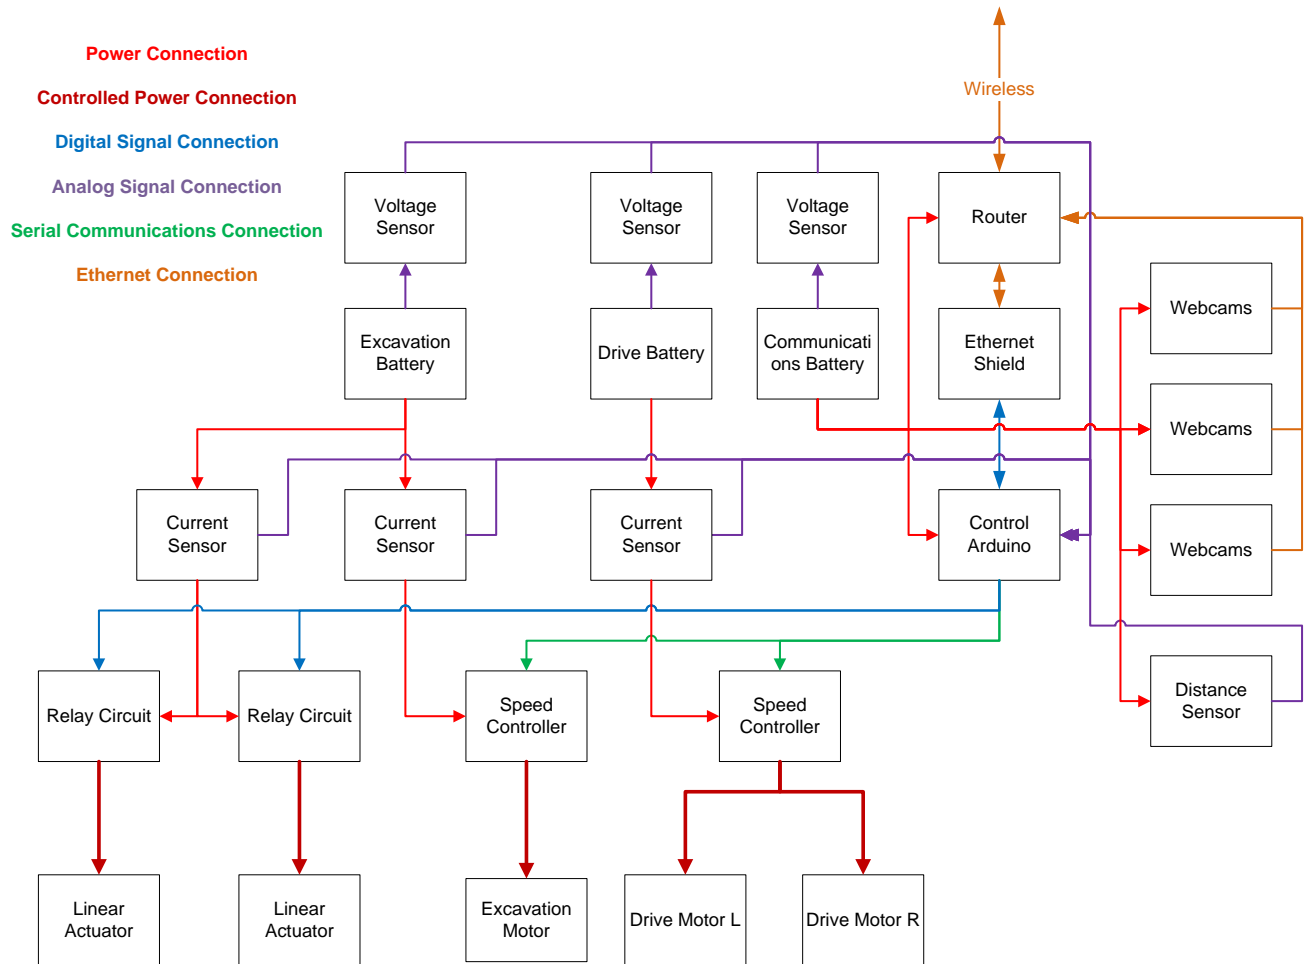 Power Connection
Controlled Power Connection
Digital Signal Connection
Analog Signal Connection
Serial Communications Connection
Ethernet Connection
Wireless
Voltage
Sensor
Voltage
Sensor
Voltage
Sensor
Router
Excavation
Battery
Drive Battery
Communicati
ons Battery
Ethernet
Shield
Webcams
Webcams
Webcams
Current
Sensor
Current
Sensor
Current
Sensor
Control
Arduino
Relay Circuit
Relay Circuit
Speed
Controller
Speed
Controller
Distance
Sensor
Linear
Actuator
Linear
Actuator
Excavation
Motor
Drive Motor L
Drive Motor R